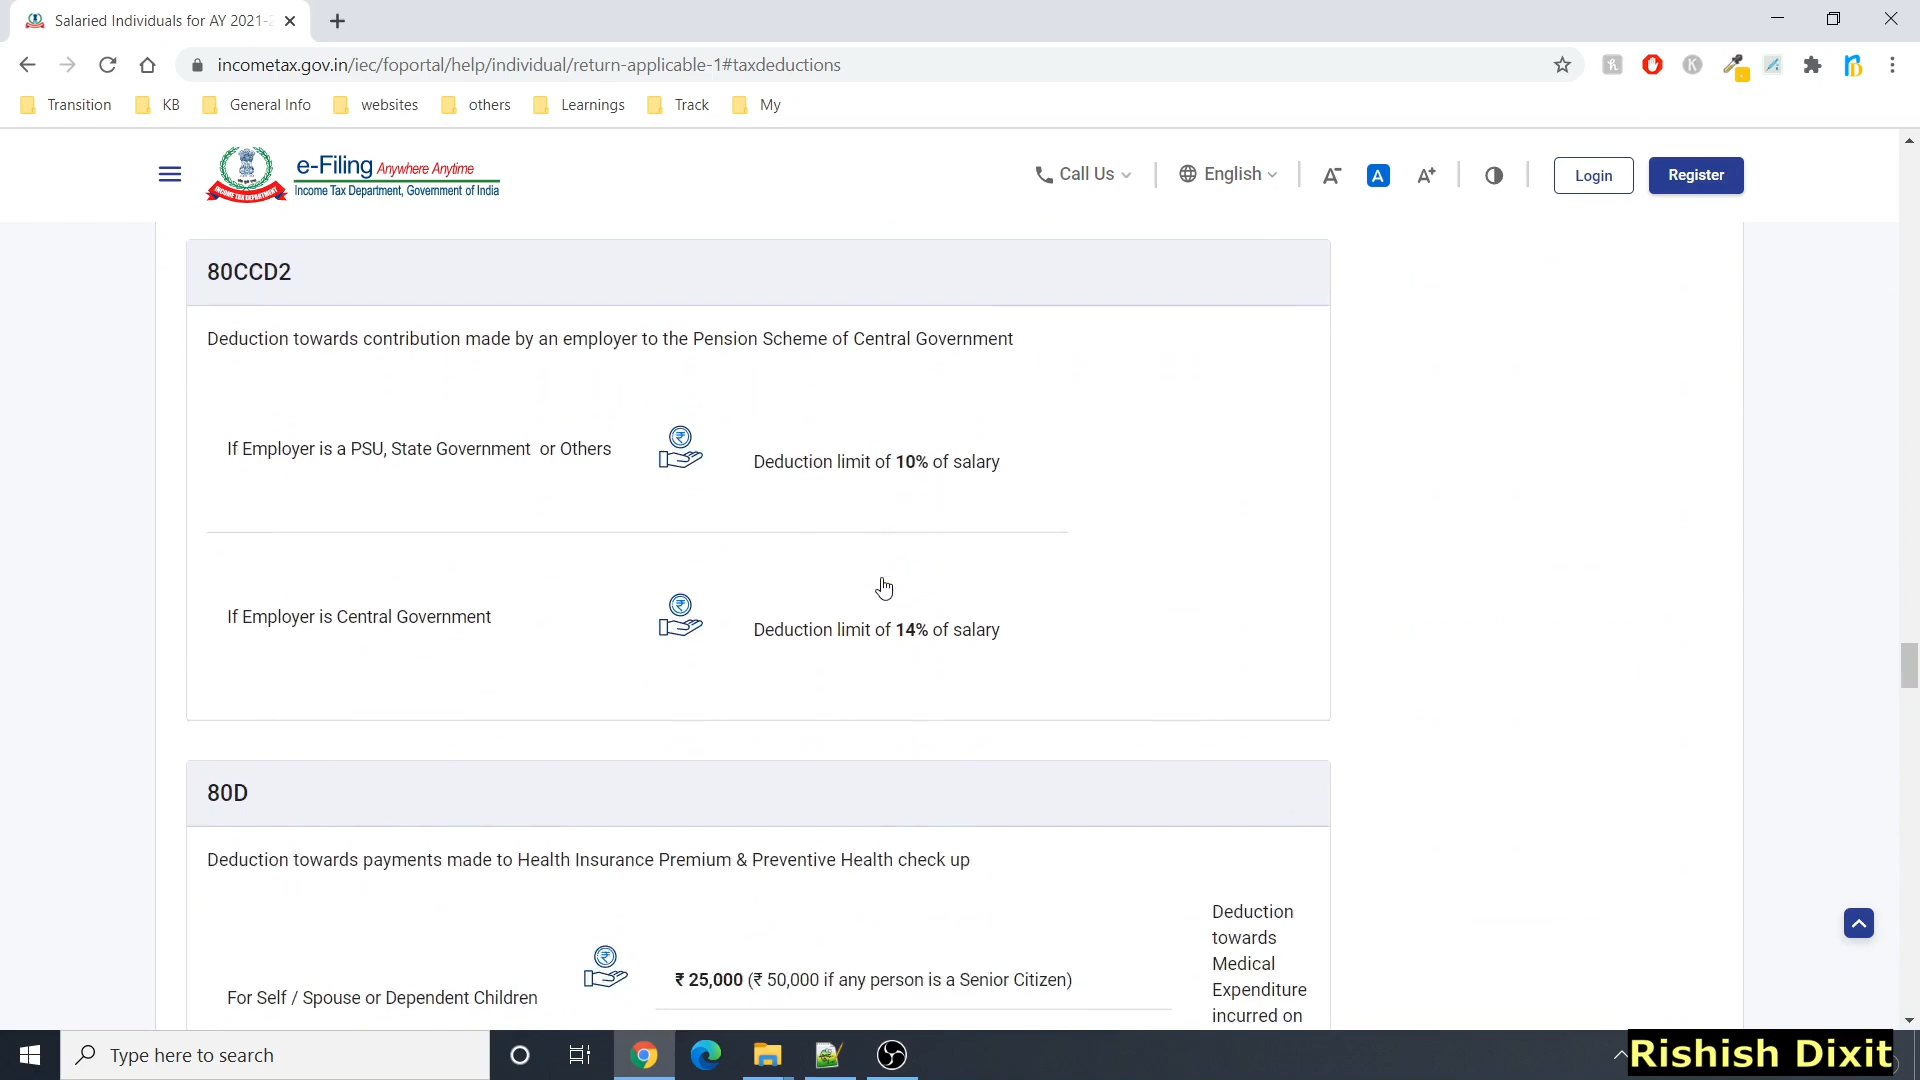 Salaried Individuals for AY 2021-2
incometax.gov.in/iec/foportal/help/individual/return-applicable-1#taxdeductions
Transition KB General Info websites others Learnings Track My
e-Filing Anywhere Anytime
Income Tax Department, Government of India
INCOME TAX DEPARTMENT
Call Us English A- A A+ Login Register
80CCD2
Deduction towards contribution made by an employer to the Pension Scheme of Central Government
If Employer is a PSU, State Government or Others
Deduction limit of 10% of salary
If Employer is Central Government
Deduction limit of 14% of salary
80D
Deduction towards payments made to Health Insurance Premium & Preventive Health check up
For Self / Spouse or Dependent Children
₹ 25,000 (₹ 50,000 if any person is a Senior Citizen)
Deduction
towards
Medical
Expenditure
incurred on
Type here to search
Rishish Dixit